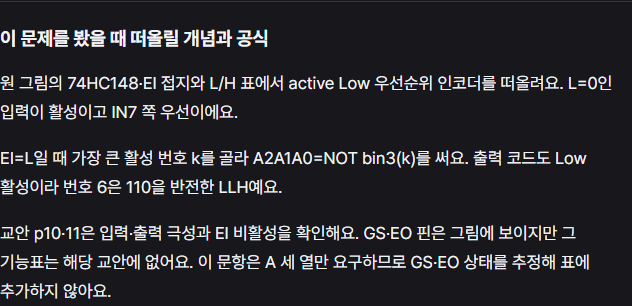 이 문제를 봤을 때 떠올릴 개념과 공식
원 그림의 74HC148·EI 접지와 L/H 표에서 active Low 우선순위 인코더를 떠올려요. L=0인
입력이 활성이고 IN7 쪽 우선이에요.
EI=L일 때 가장 큰 활성 번호 k를 골라 A2A1A0=NOT bin3(k)를 써요. 출력 코드도 Low
활성이라 번호 6은 110을 반전한 LLH예요.
교안 p10·11은 입력·출력 극성과 EI 비활성을 확인해요. GS·EO 핀은 그림에 보이지만 그
기능표는 해당 교안에 없어요. 이 문항은 A 세 열만 요구하므로 GS·EO 상태를 추정해 표에
추가하지 않아요.